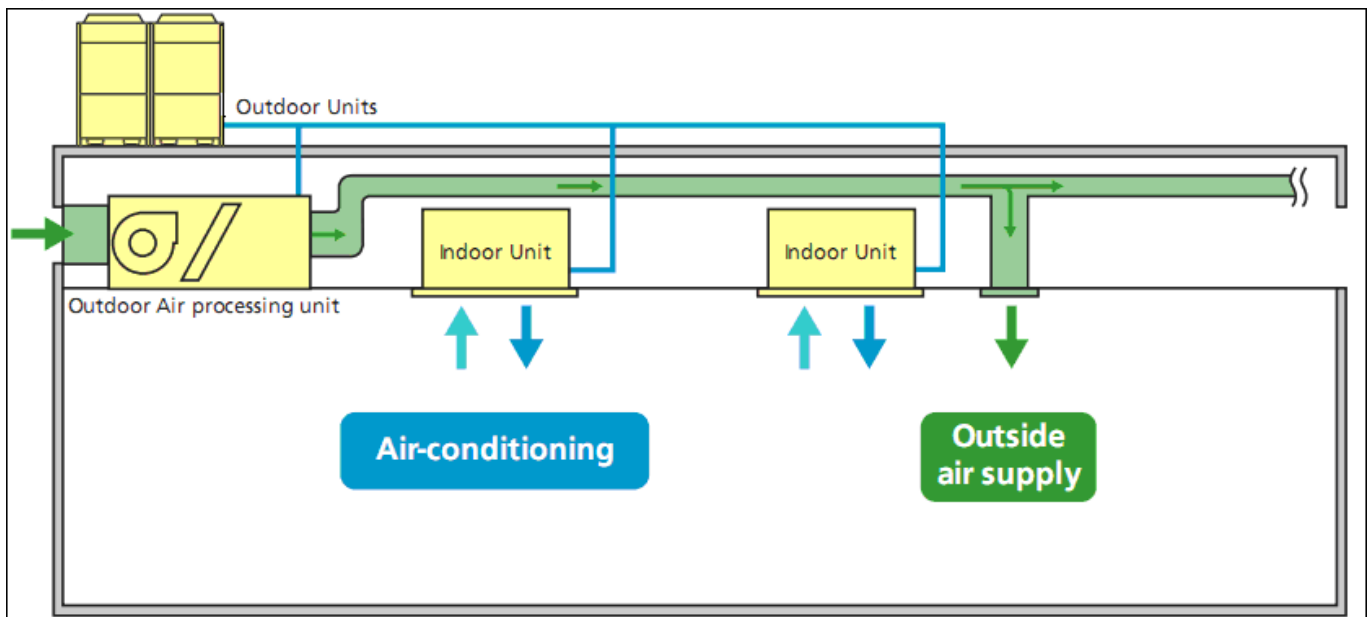 Outdoor Units
Indoor Unit
Indoor Unit
Outdoor Air processing unit
Air-conditioning
Outside
air supply